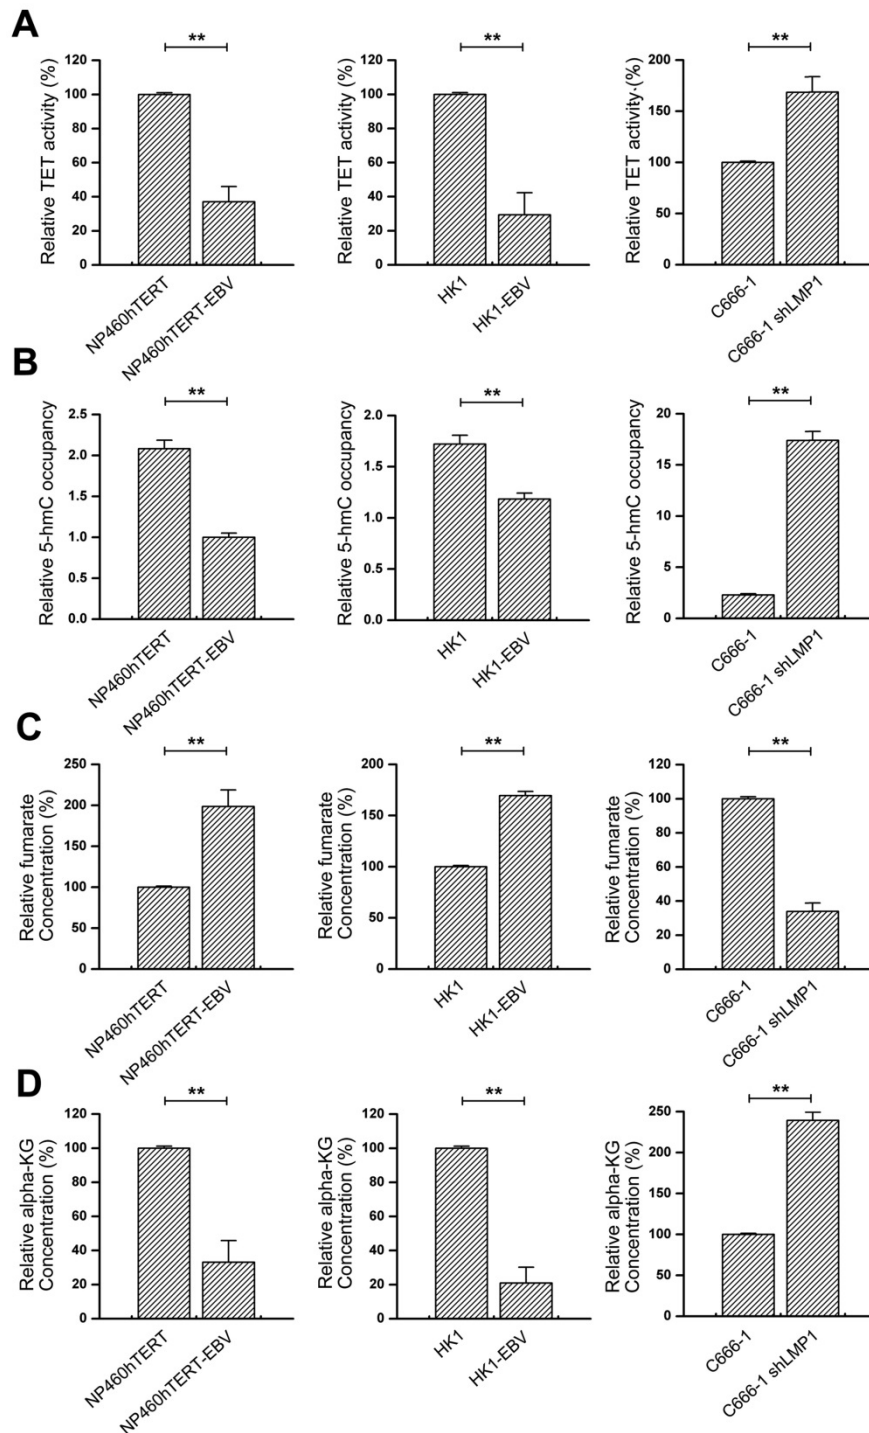 A
Relative TET activity (%)
120
100
80
60
40
20
0
**
NP460hTERT
NP460hTERT-EBV
Relative TET activity (%)
120
100
80
60
40
20
0
**
HK1
HK1-EBV
Relative TET activity (%)
200
150
100
50
0
**
C666-1
C666-1 shLMP1
B
Relative 5-hmC occupancy
2.5
2.0
1.5
1.0
0.5
0.0
**
NP460hTERT
NP460hTERT-EBV
Relative 5-hmC occupancy
2.0
1.5
1.0
0.5
0.0
**
HK1
HK1-EBV
Relative 5-hmC occupancy
20
15
10
5
0
**
C666-1
C666-1 shLMP1
C
Relative fumarate
Concentration (%)
250
200
150
100
50
0
**
NP460hTERT
NP460hTERT-EBV
Relative fumarate
Concentration (%)
200
150
100
50
0
**
HK1
HK1-EBV
Relative fumarate
Concentration (%)
120
100
80
60
40
20
0
**
C666-1
C666-1 shLMP1
D
Relative alpha-KG
Concentration (%)
120
100
80
60
40
20
0
**
NP460hTERT
NP460hTERT-EBV
Relative alpha-KG
Concentration (%)
120
100
80
60
40
20
0
**
HK1
HK1-EBV
Relative alpha-KG
Concentration (%)
250
200
150
100
50
0
**
C666-1
C666-1 shLMP1